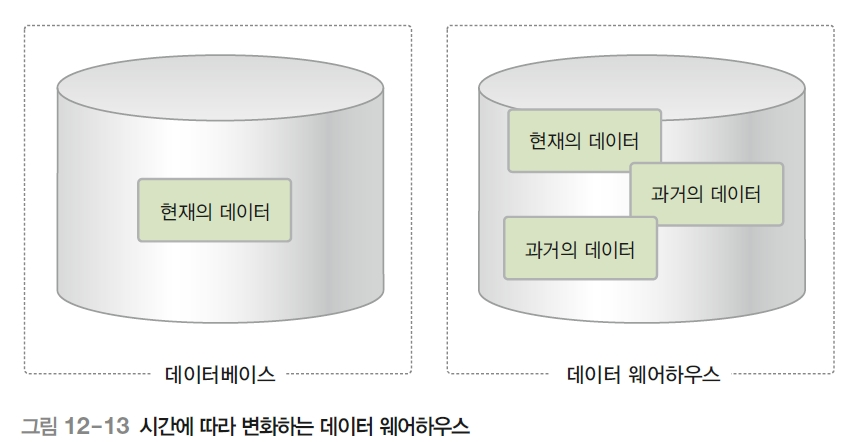 현재의 데이터
데이터베이스
현재의 데이터
과거의 데이터
과거의 데이터
데이터 웨어하우스
그림 12-13 시간에 따라 변화하는 데이터 웨어하우스